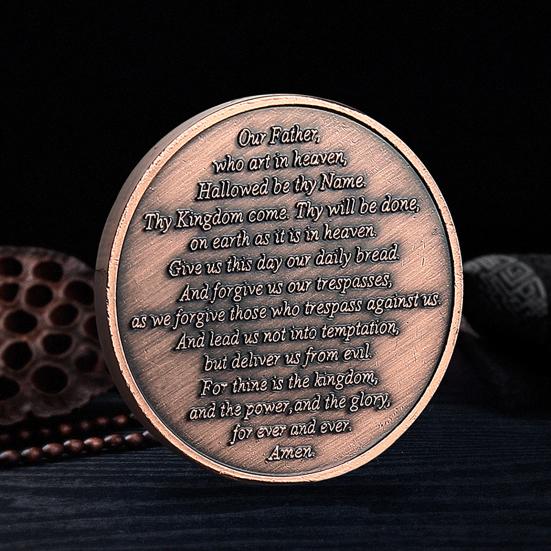 Our Father,
who art in heaven,
Hallowed be thy Name.
Thy Kingdom come. Thy will be done,
on earth as it is in heaven.
Give us this day our daily bread.
And forgive us our trespasses,
as we forgive those who trespass against us.
And lead us not into temptation,
but deliver us from evil.
For thine is the kingdom,
and the power,and the glory,
for ever and ever.
Amen.